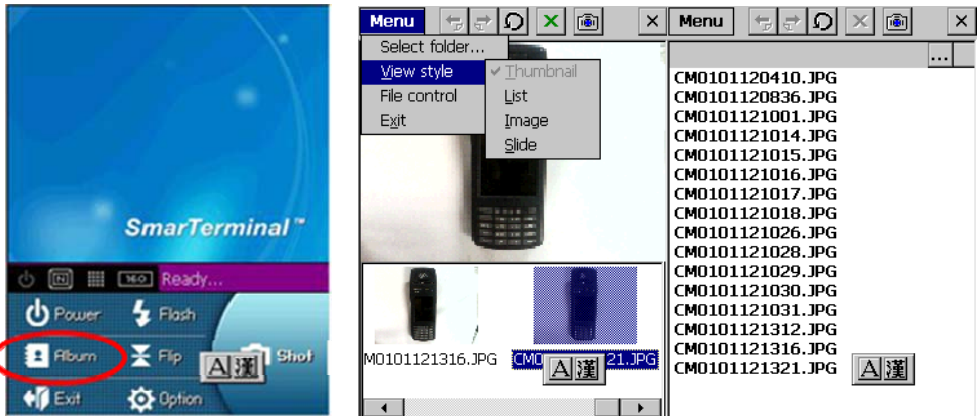 SmarTerminal™
IN 160 Ready...
Power Flash
Album Flip Shot
Exit Option
A 漢
Menu
Select folder...
View style
File control
Exit
Thumbnail
List
Image
Slide
M0101121316.JPG CM0 21.JPG
A 漢
Menu
...
CM0101120410.JPG
CM0101120836.JPG
CM0101121001.JPG
CM0101121014.JPG
CM0101121015.JPG
CM0101121016.JPG
CM0101121017.JPG
CM0101121018.JPG
CM0101121026.JPG
CM0101121028.JPG
CM0101121029.JPG
CM0101121030.JPG
CM0101121031.JPG
CM0101121312.JPG
CM0101121316.JPG
CM0101121321.JPG
A 漢